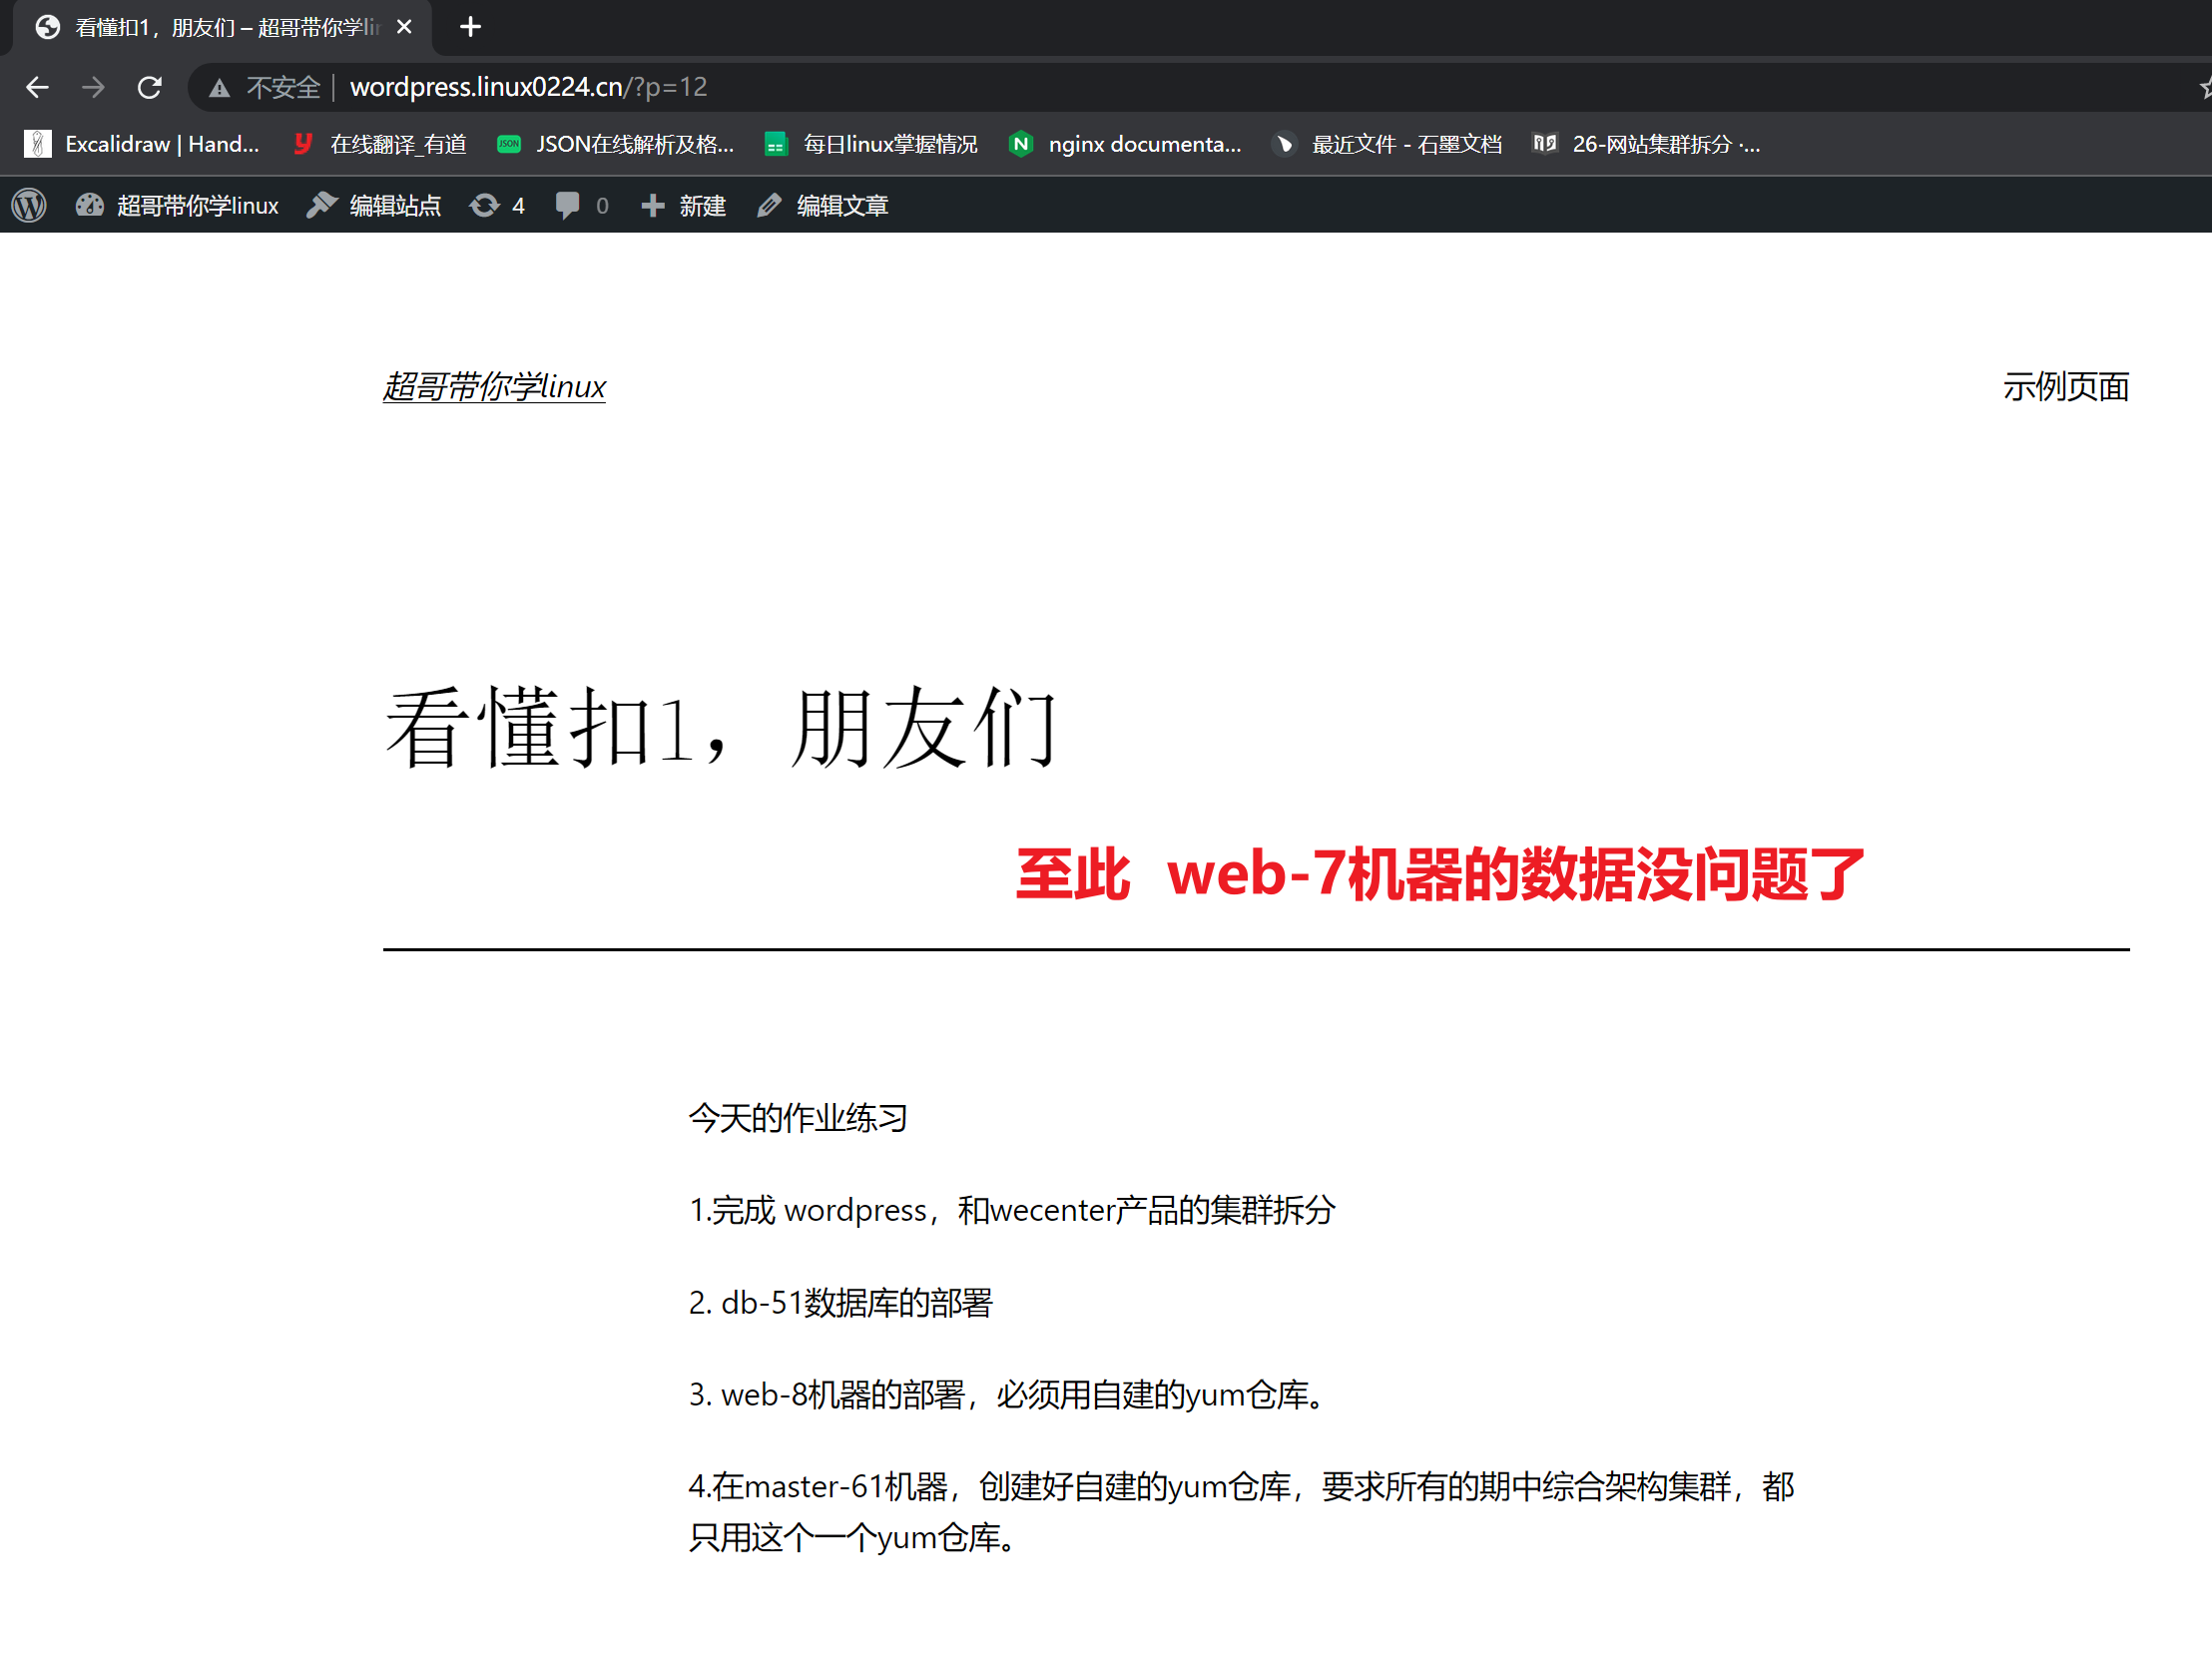 看懂扣1，朋友们 – 超哥带你学lin
不安全 wordpress.linux0224.cn/?p=12
Excalidraw | Hand... 在线翻译_有道 JSON在线解析及格... 每日linux掌握情况 nginx documenta... 最近文件 - 石墨文档 26-网站集群拆分 ·...
超哥带你学linux 编辑站点 4 0 新建 编辑文章
超哥带你学linux 示例页面
看懂扣1，朋友们
至此 web-7机器的数据没问题了
今天的作业练习
1.完成 wordpress，和wecenter产品的集群拆分
2. db-51数据库的部署
3. web-8机器的部署，必须用自建的yum仓库。
4.在master-61机器，创建好自建的yum仓库，要求所有的期中综合架构集群，都
只用这个一个yum仓库。